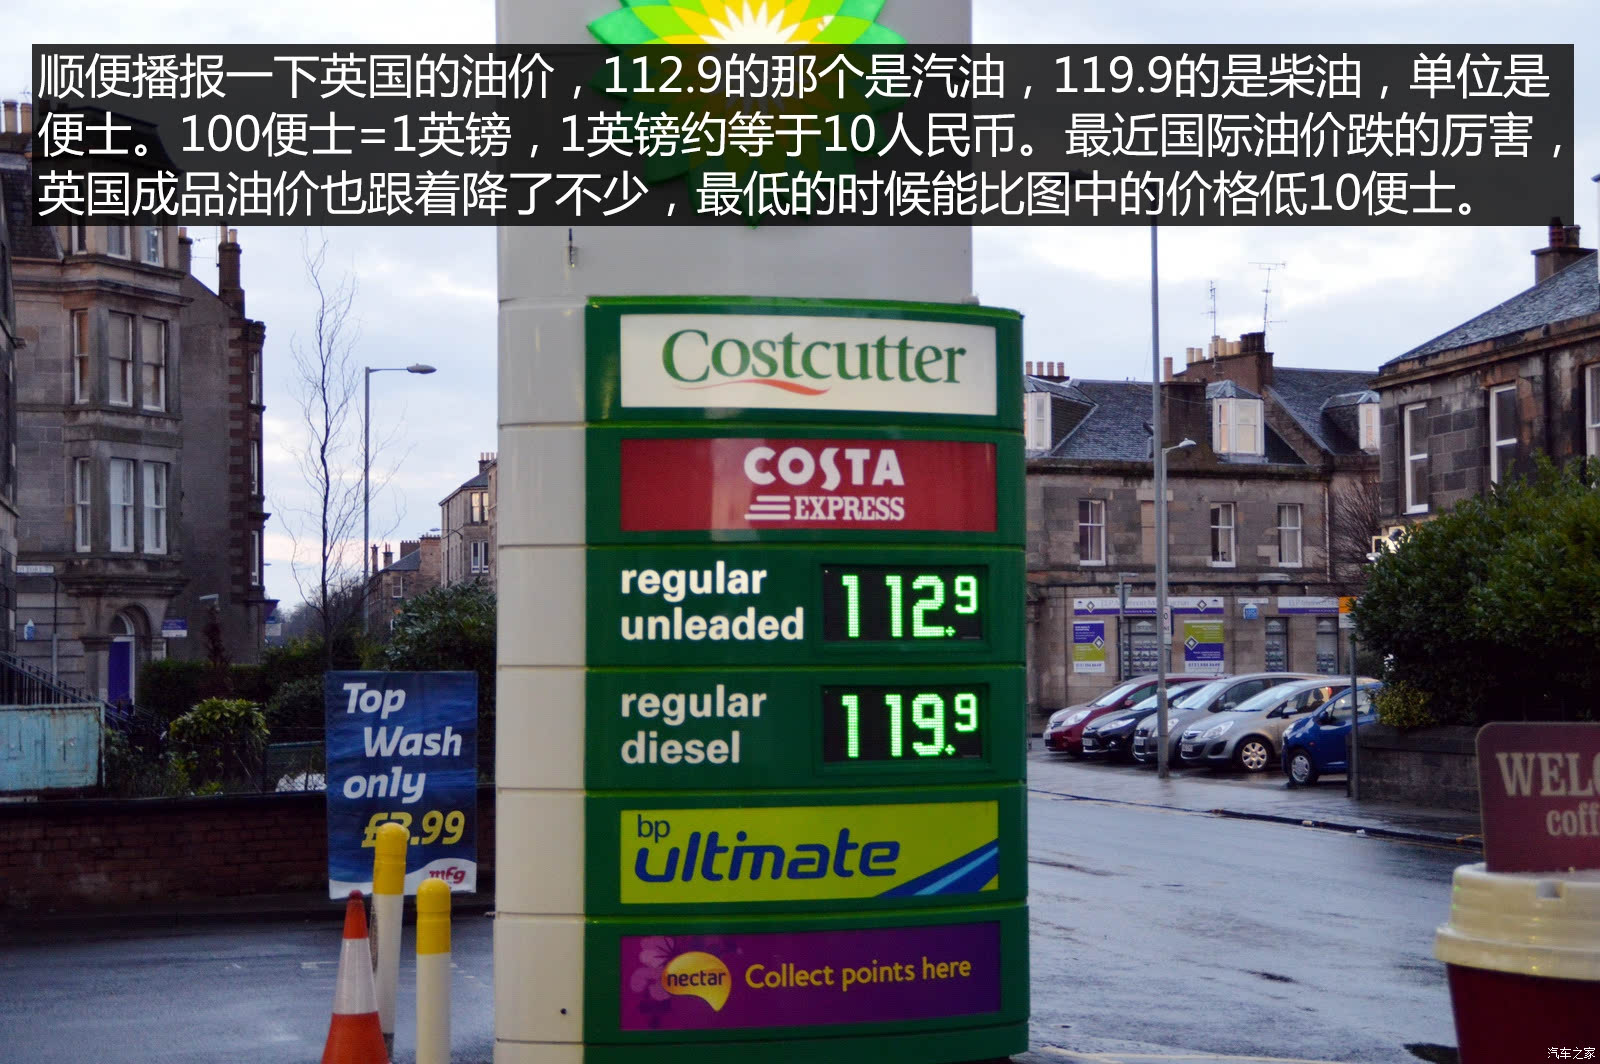 顺便播报一下英国的油价，112.9的那个是汽油，119.9的是柴油，单位是
便士。100便士=1英镑，1英镑约等于10人民币。最近国际油价跌的厉害，
英国成品油价也跟着降了不少，最低的时候能比图中的价格低10便士。
Costcutter
COSTA
EXPRESS
regular
unleaded
112.9
regular
diesel
119.9
Top
Wash
only
.99
mfg
bp
ultimate
nectar
Collect points here
汽车之家